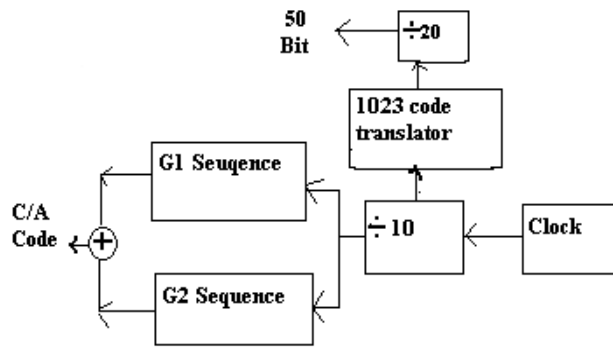 50
Bit
÷20
1023 code
translator
G1 Seuqence
C/A
Code
+
÷ 10
Clock
G2 Sequence